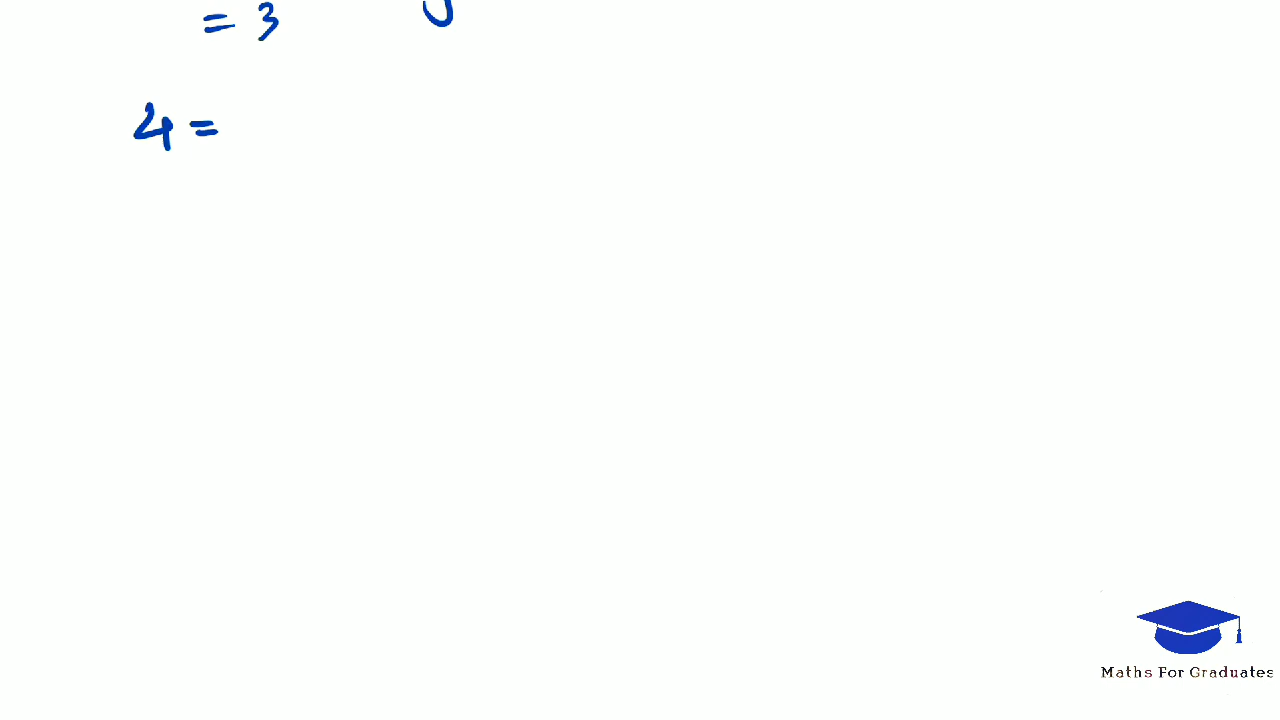 = 3
4 =
Maths For Graduates